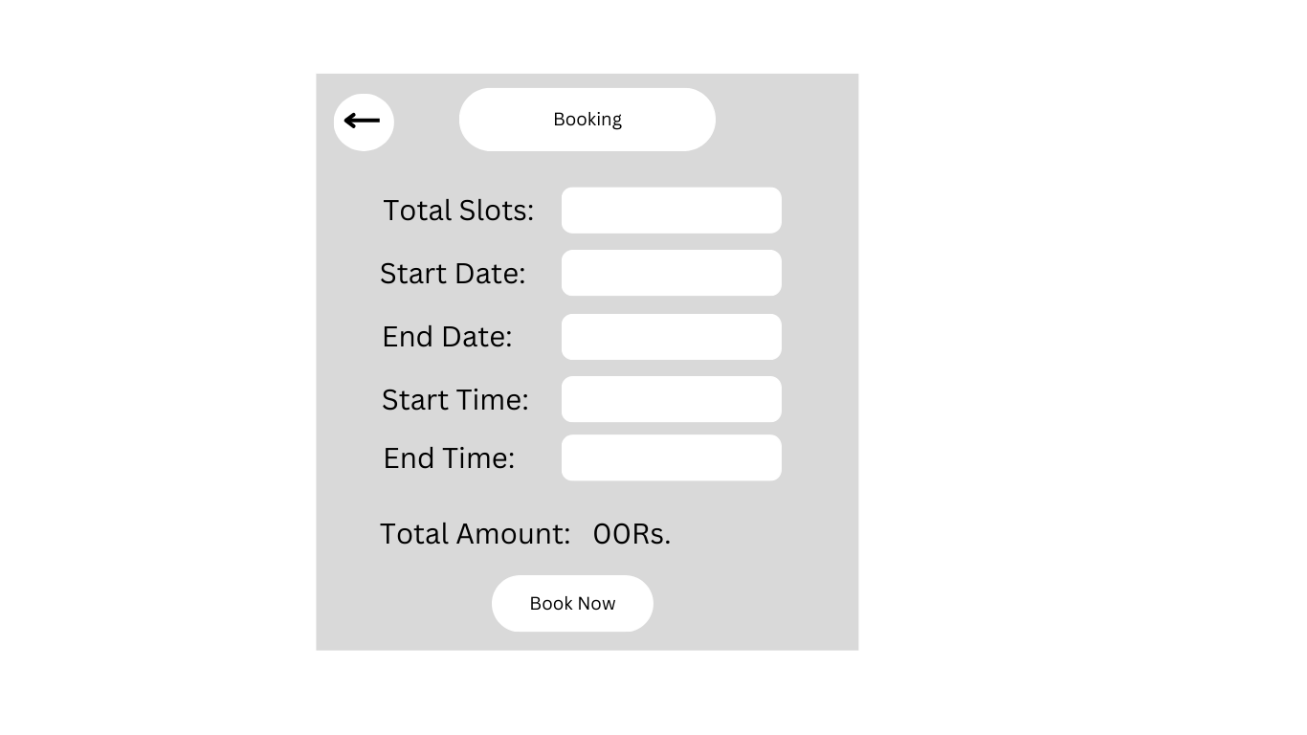 Booking
Total Slots:
Start Date:
End Date:
Start Time:
End Time:
Total Amount: 00Rs.
Book Now